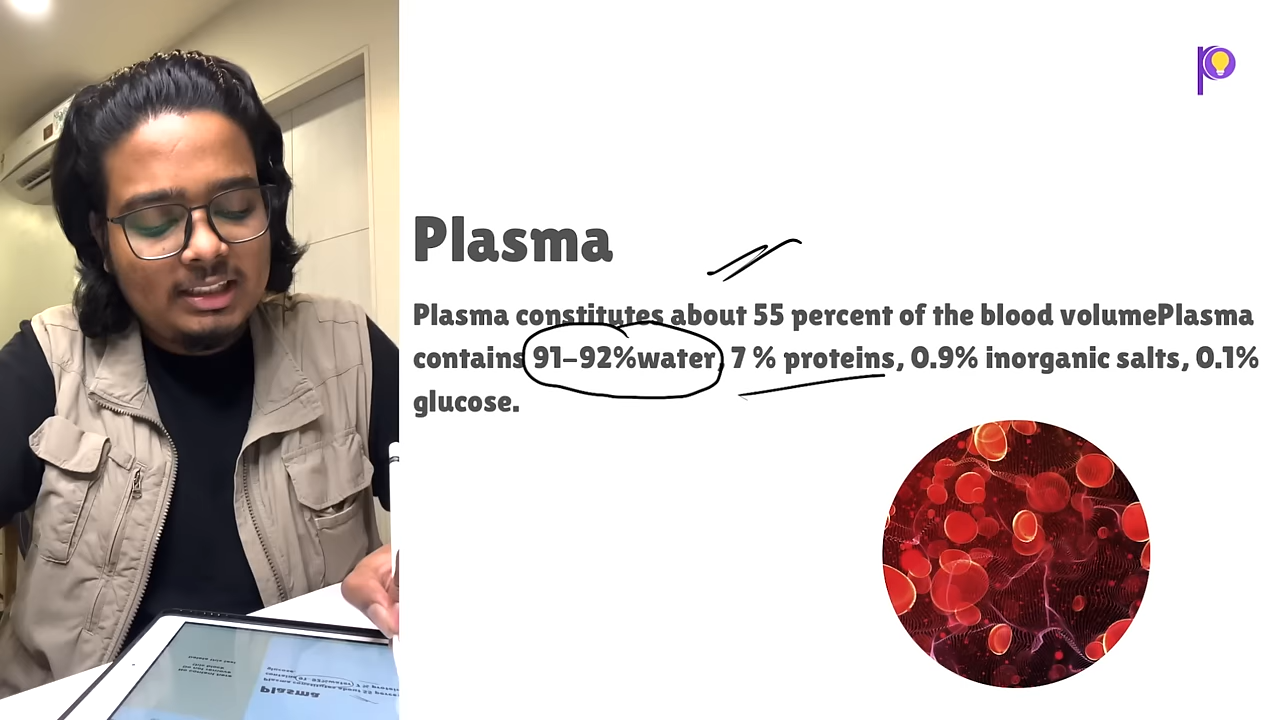 Plasma
Plasma constitutes about 55 percent of the blood volumePlasma
contains 91-92%water, 7 % proteins, 0.9% inorganic salts, 0.1%
glucose.
Plasma